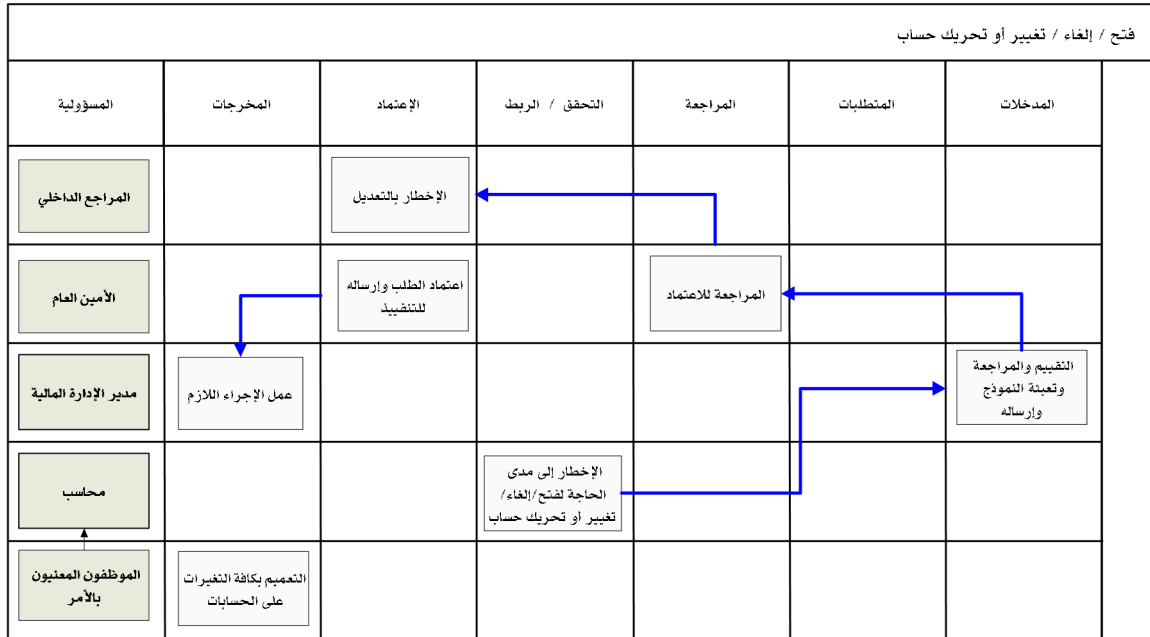 فتح / إلغاء / تغيير أو تحريك حساب
المدخلات
المتطلبات
المراجعة
التحقق / الربط
الإعتماد
المخرجات
المسؤولية
الإخطار بالتعديل
المراجع الداخلي
المراجعة للاعتماد
اعتماد الطلب وإرساله
للتنفييذ
الأمين العام
التقييم والمراجعة
وتعبئة النموذج
وإرساله
عمل الإجراء اللازم
مدير الإدارة المالية
الإخطار إلى مدى
الحاجة لفتح/إلغاء/
تغيير أو تحريك حساب
محاسب
التعميم بكافة التغيرات
على الحسابات
الموظفون المعنيون
بالأمر